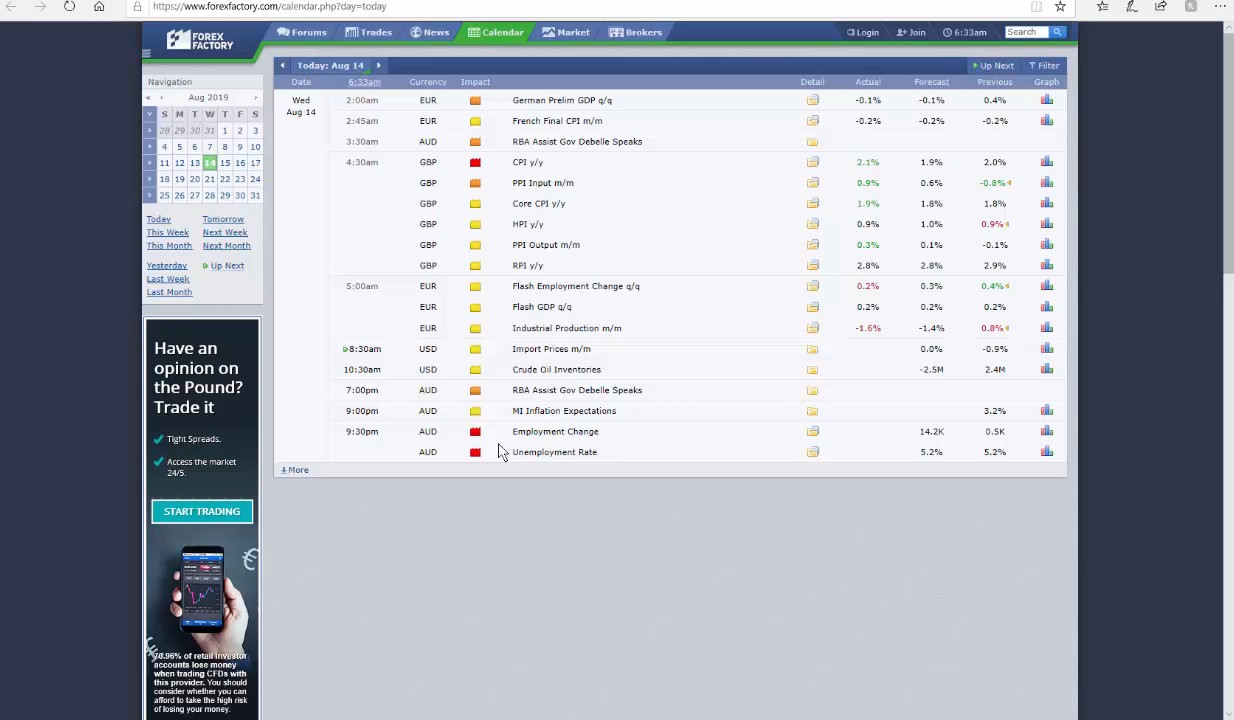 https://www.forexfactory.com/calendar.php?day=today
FOREX FACTORY
Forums Trades News Calendar Market Brokers Login Join 6:33am Search
Navigation
« ‹ Aug 2019 ›
S M T W T F S
28 29 30 31 1 2 3
4 5 6 7 8 9 10
11 12 13 14 15 16 17
18 19 20 21 22 23 24
25 26 27 28 29 30 31
Today Tomorrow
This Week Next Week
This Month Next Month
Yesterday Up Next
Last Week
Last Month
Today: Aug 14 Up Next Filter
Date 6:33am Currency Impact Detail Actual Forecast Previous Graph
Wed Aug 14 2:00am EUR German Prelim GDP q/q -0.1% -0.1% 0.4%
2:45am EUR French Final CPI m/m -0.2% -0.2% -0.2%
3:30am AUD RBA Assist Gov Debelle Speaks
4:30am GBP CPI y/y 2.1% 1.9% 2.0%
GBP PPI Input m/m 0.9% 0.6% -0.8%
GBP Core CPI y/y 1.9% 1.8% 1.8%
GBP HPI y/y 0.9% 1.0% 0.9%
GBP PPI Output m/m 0.3% 0.1% -0.1%
GBP RPI y/y 2.8% 2.8% 2.9%
5:00am EUR Flash Employment Change q/q 0.2% 0.3% 0.4%
EUR Flash GDP q/q 0.2% 0.2% 0.2%
EUR Industrial Production m/m -1.6% -1.4% 0.8%
8:30am USD Import Prices m/m 0.0% -0.9%
10:30am USD Crude Oil Inventories -2.5M 2.4M
7:00pm AUD RBA Assist Gov Debelle Speaks
9:00pm AUD MI Inflation Expectations 3.2%
9:30pm AUD Employment Change 14.2K 0.5K
AUD Unemployment Rate 5.2% 5.2%
More
Have an
opinion on
the Pound?
Trade it
Tight Spreads.
Access the market
24/5.
START TRADING
€
€
70.96% of retail investor
accounts lose money
when trading CFDs with
this provider. You should
consider whether you can
afford to take the high risk
of losing your money.